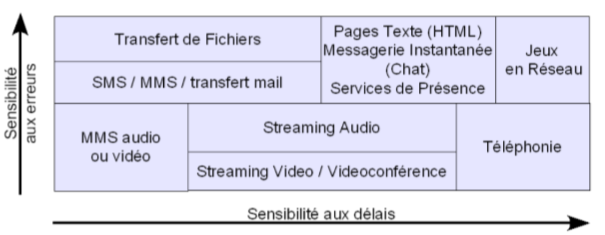 Sensibilité
aux erreurs
Transfert de Fichiers
SMS / MMS / transfert mail
Pages Texte (HTML)
Messagerie Instantanée
(Chat)
Services de Présence
Jeux
en Réseau
MMS audio
ou vidéo
Streaming Audio
Streaming Video / Videoconférence
Téléphonie
Sensibilité aux délais